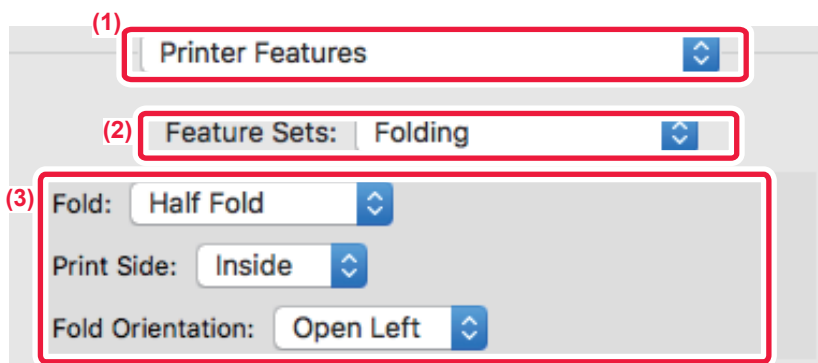 (1)
Printer Features
(2) Feature Sets: Folding
(3) Fold: Half Fold
Print Side: Inside
Fold Orientation: Open Left